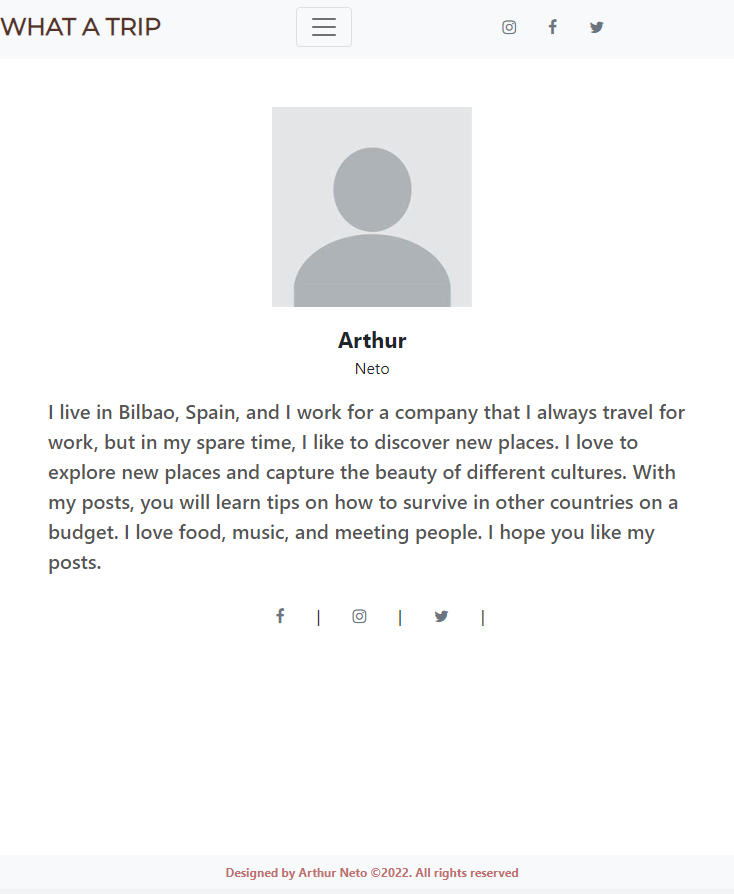 WHAT A TRIP
Arthur
Neto
I live in Bilbao, Spain, and I work for a company that I always travel for
work, but in my spare time, I like to discover new places. I love to
explore new places and capture the beauty of different cultures. With
my posts, you will learn tips on how to survive in other countries on a
budget. I love food, music, and meeting people. I hope you like my
posts.
| | |
Designed by Arthur Neto ©2022. All rights reserved